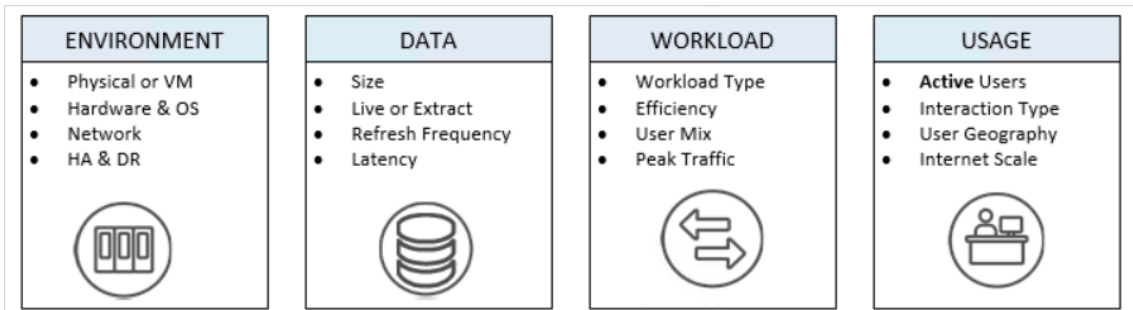 ENVIRONMENT
• Physical or VM
• Hardware & OS
• Network
• HA & DR
DATA
• Size
• Live or Extract
• Refresh Frequency
• Latency
WORKLOAD
• Workload Type
• Efficiency
• User Mix
• Peak Traffic
USAGE
• Active Users
• Interaction Type
• User Geography
• Internet Scale